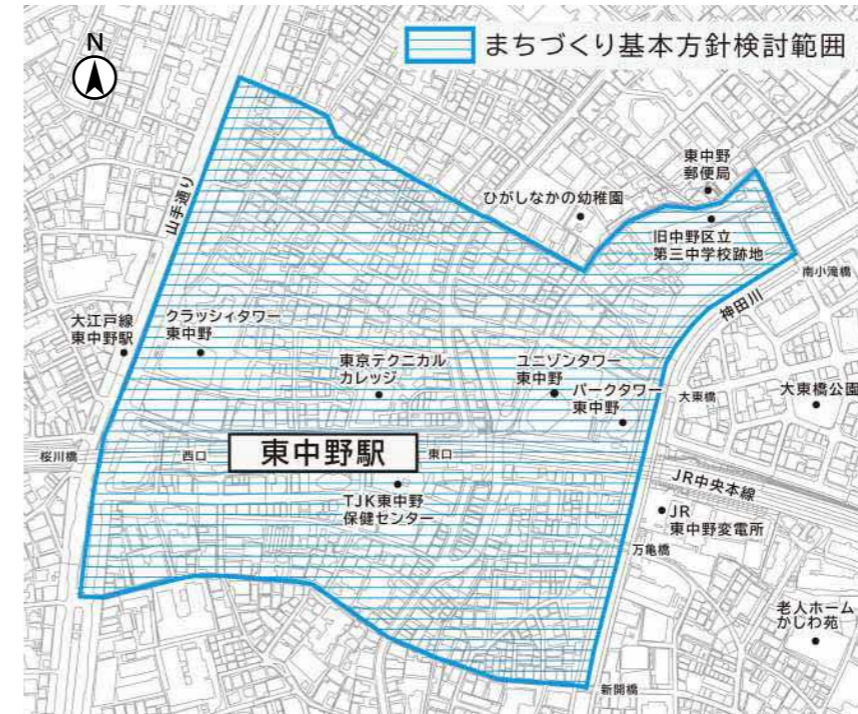 N
まちづくり基本方針検討範囲
山手通り
東中野
郵便局
ひがしなかの幼稚園
旧中野区立
第三中学校跡地
南小滝橋
神田川
大江戸線
東中野駅
クラッシィタワー
東中野
東京テクニカル
カレッジ
ユニゾンタワー
東中野
パークタワー
東中野
大東橋
大東橋公園
桜川橋
西口
東中野駅
東口
JR中央本線
TJK東中野
保健センター
JR
東中野変電所
万亀橋
老人ホーム
かしわ苑
新開橋